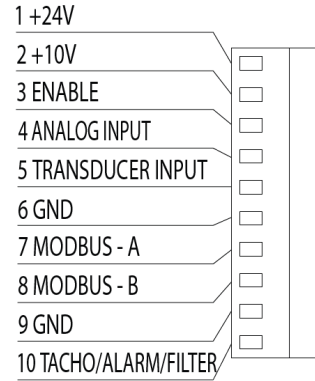 1 +24V
2 +10V
3 ENABLE
4 ANALOG INPUT
5 TRANSDUCER INPUT
6 GND
7 MODBUS - A
8 MODBUS - B
9 GND
10 TACHO/ALARM/FILTER